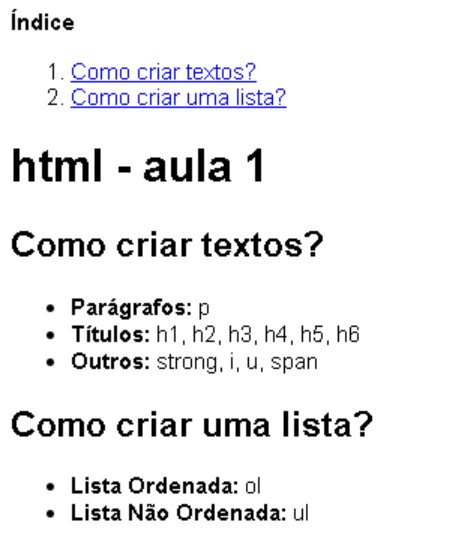 Índice
1. Como criar textos?
2. Como criar uma lista?
html - aula 1
Como criar textos?
• Parágrafos: p
• Títulos: h1, h2, h3, h4, h5, h6
• Outros: strong, i, u, span
Como criar uma lista?
• Lista Ordenada: ol
• Lista Não Ordenada: ul